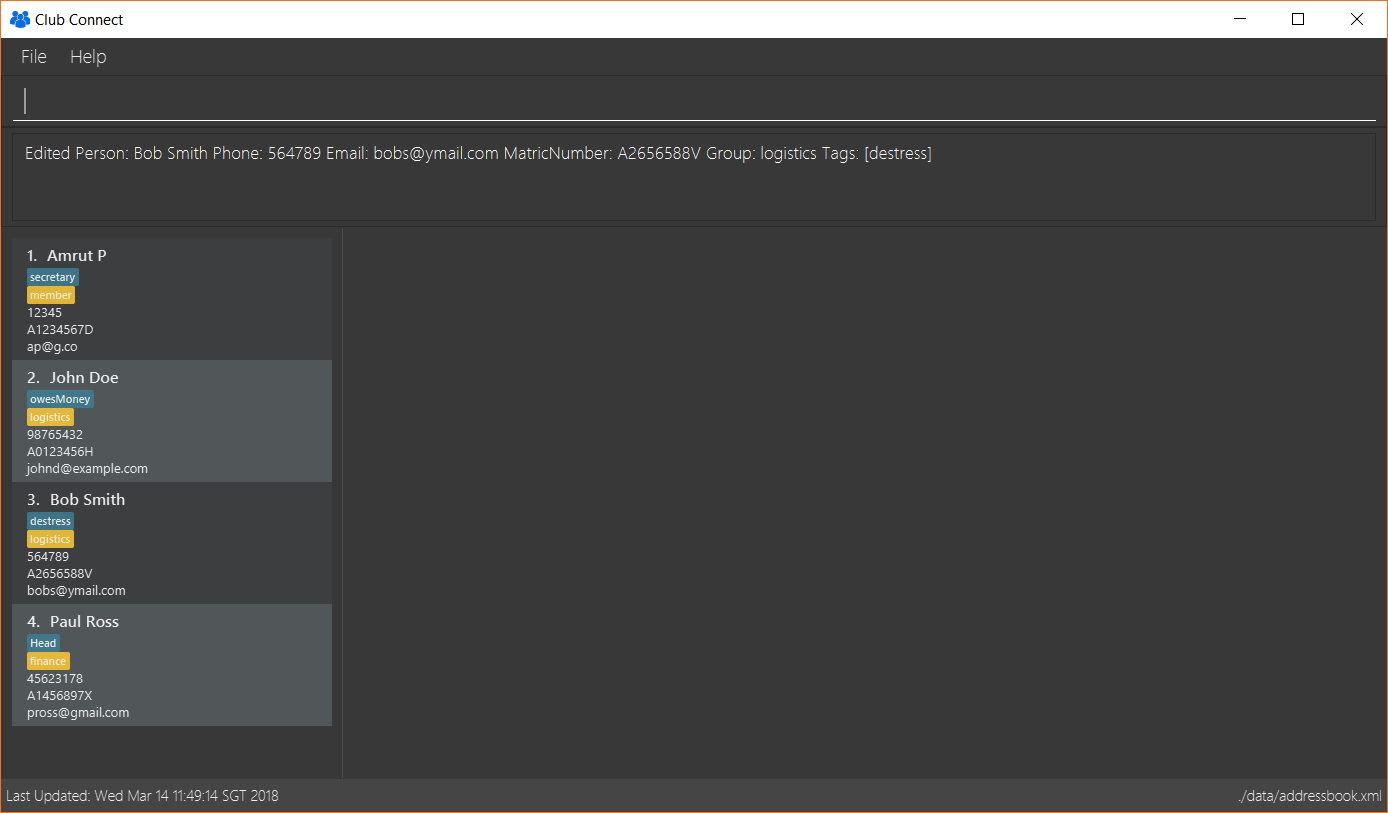 Club Connect
File Help
Edited Person: Bob Smith Phone: 564789 Email: bobs@ymail.com MatricNumber: A2656588V Group: logistics Tags: [destress]
1. Amrut P
secretary
member
12345
A1234567D
ap@g.co
2. John Doe
owesMoney
logistics
98765432
A0123456H
johnd@example.com
3. Bob Smith
destress
logistics
564789
A2656588V
bobs@ymail.com
4. Paul Ross
Head
finance
45623178
A1456897X
pross@gmail.com
Last Updated: Wed Mar 14 11:49:14 SGT 2018
./data/addressbook.xml